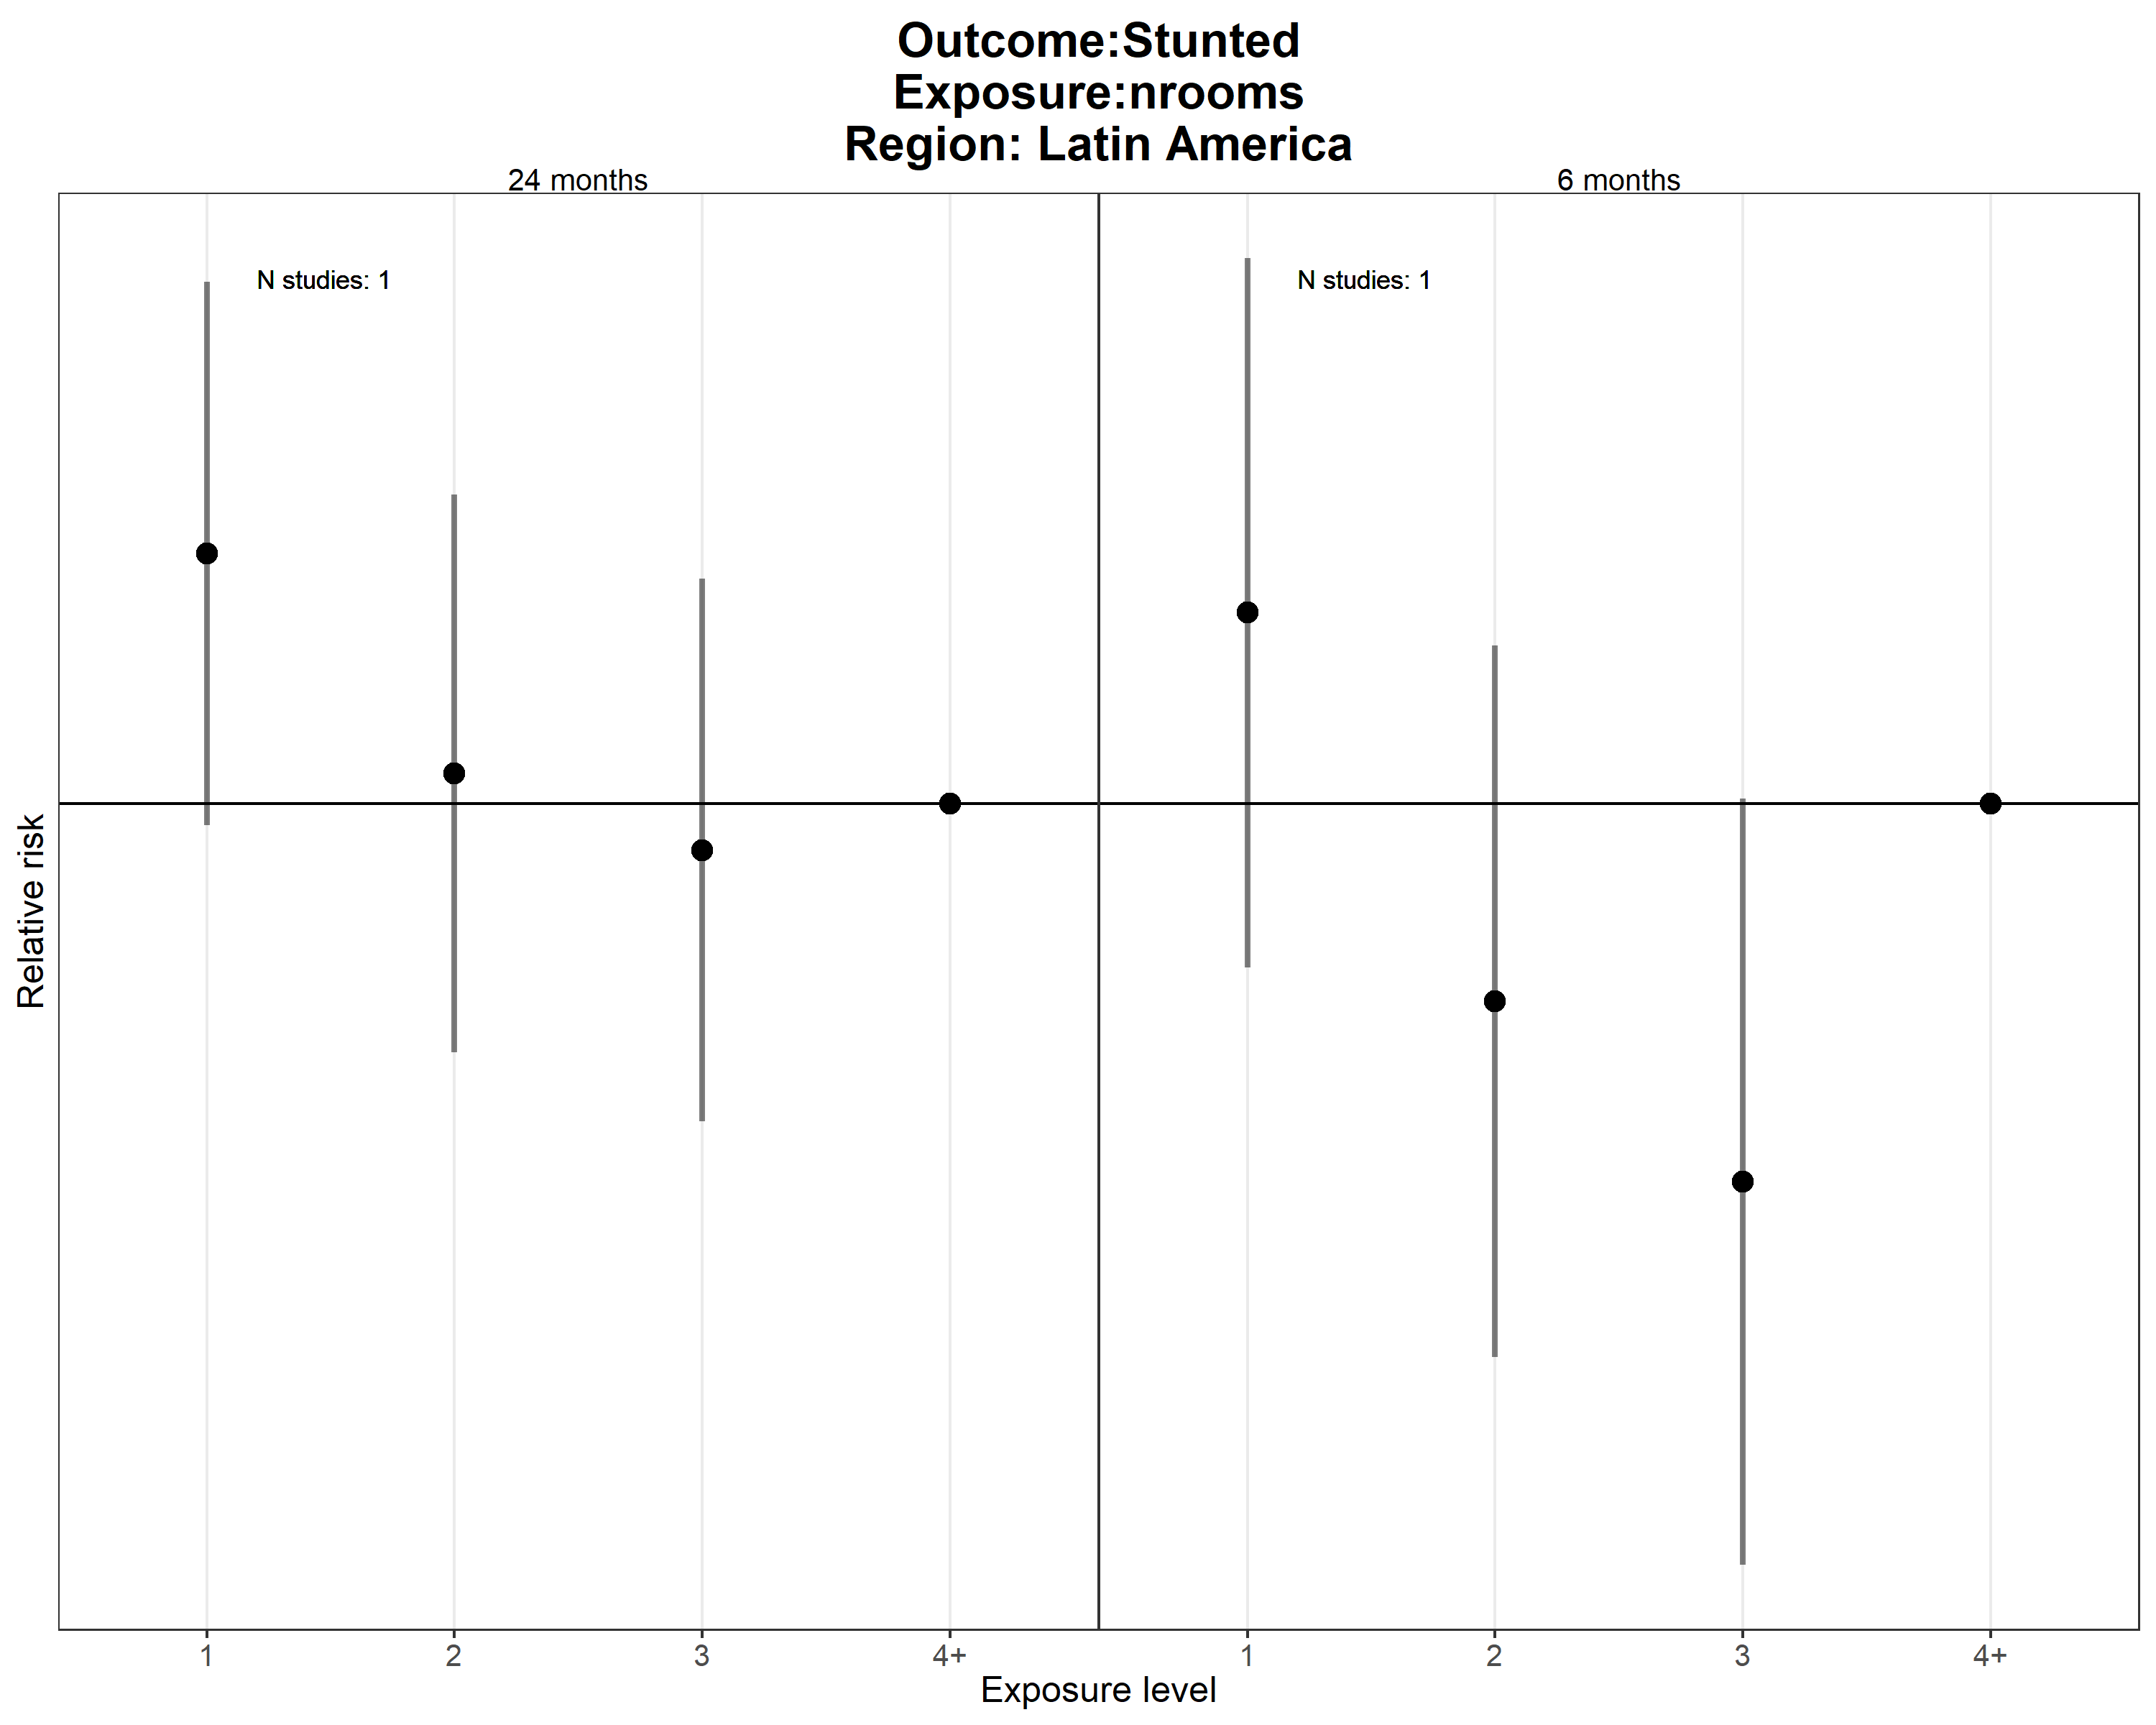 Outcome:Stunted
Exposure:nrooms
Region: Latin America
24 months
6 months
N studies: 1
N studies: 1
Relative risk
1
2
3
4+
1
2
3
4+
Exposure level